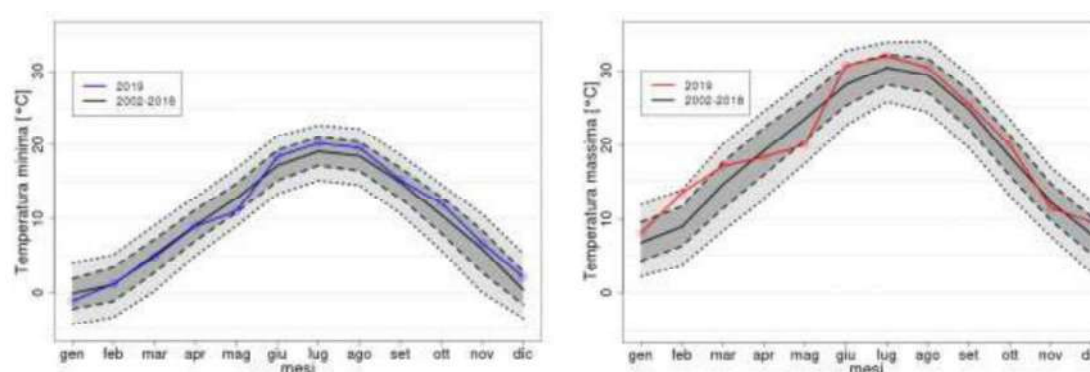 Temperatura minima [°C]
30
20
10
0
2019
2002-2018
gen feb mar apr mag giu lug ago set ott nov dic
mesi
Temperatura massima [°C]
30
20
10
0
2019
2002-2018
gen feb mar apr mag giu lug ago set ott nov
mesi